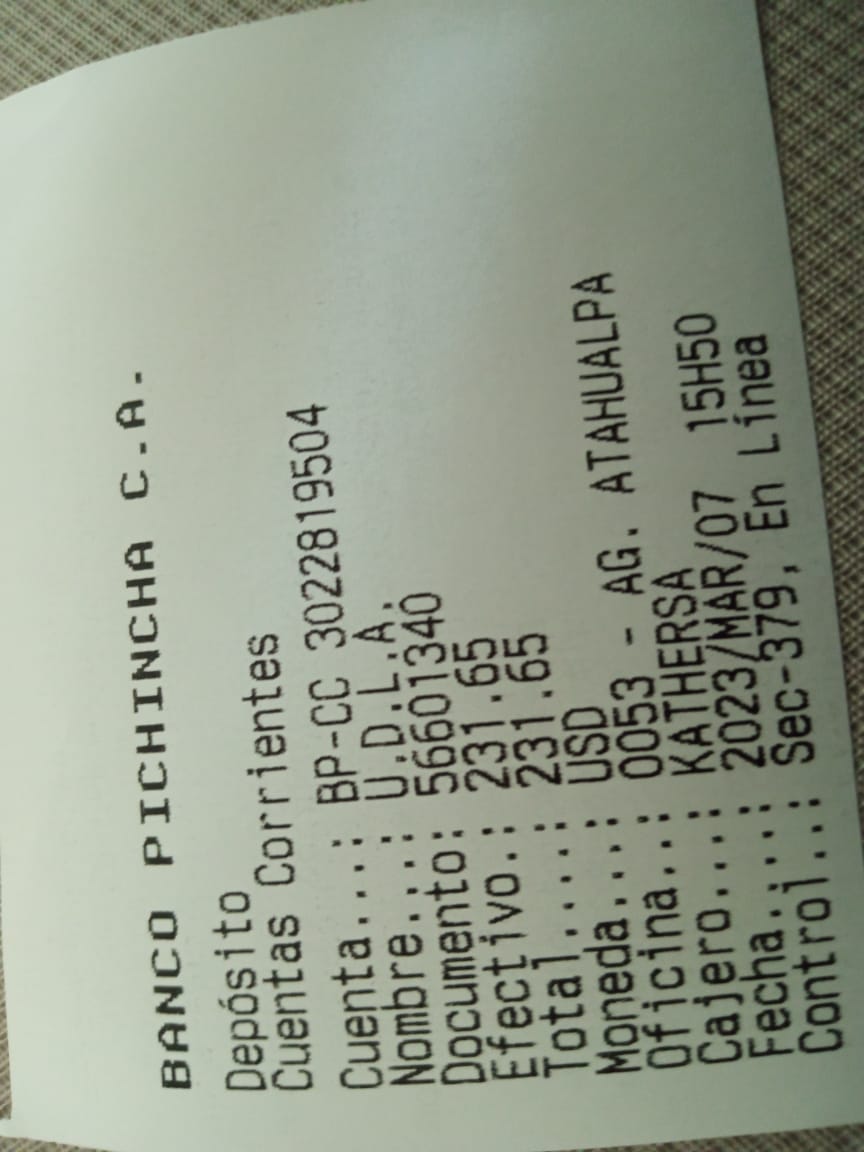 BANCO PICHINCHA C.A.
Depósito
Cuentas Corrientes
Cuenta....: BP-CC 3022819504
Nombre....: U.D.L.A.
Documento: 56601340
Efectivo.: 231.65
Total.....: 231.65
Moneda....: USD
Oficina...: 0053 - AG. ATAHUALPA
Cajero....: KATHERSA
Fecha.....: 2023/MAR/07 15H50
Control...: Sec-379, En Línea